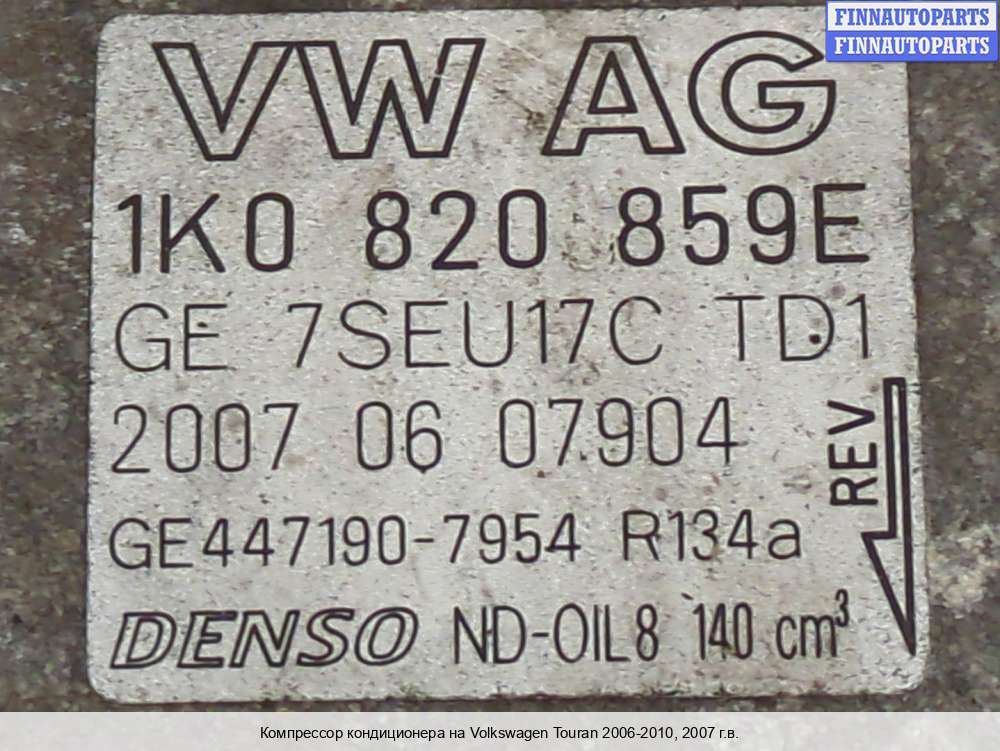 FINNAUTOPARTS
FINNAUTOPARTS
VW AG
1K0 820 859E
GE 7SEU17C TD1
2007 06 07904
REV
GE447190-7954 R134a
DENSO ND-OIL8 140 cm³
Компрессор кондиционера на Volkswagen Touran 2006-2010, 2007 г.в.